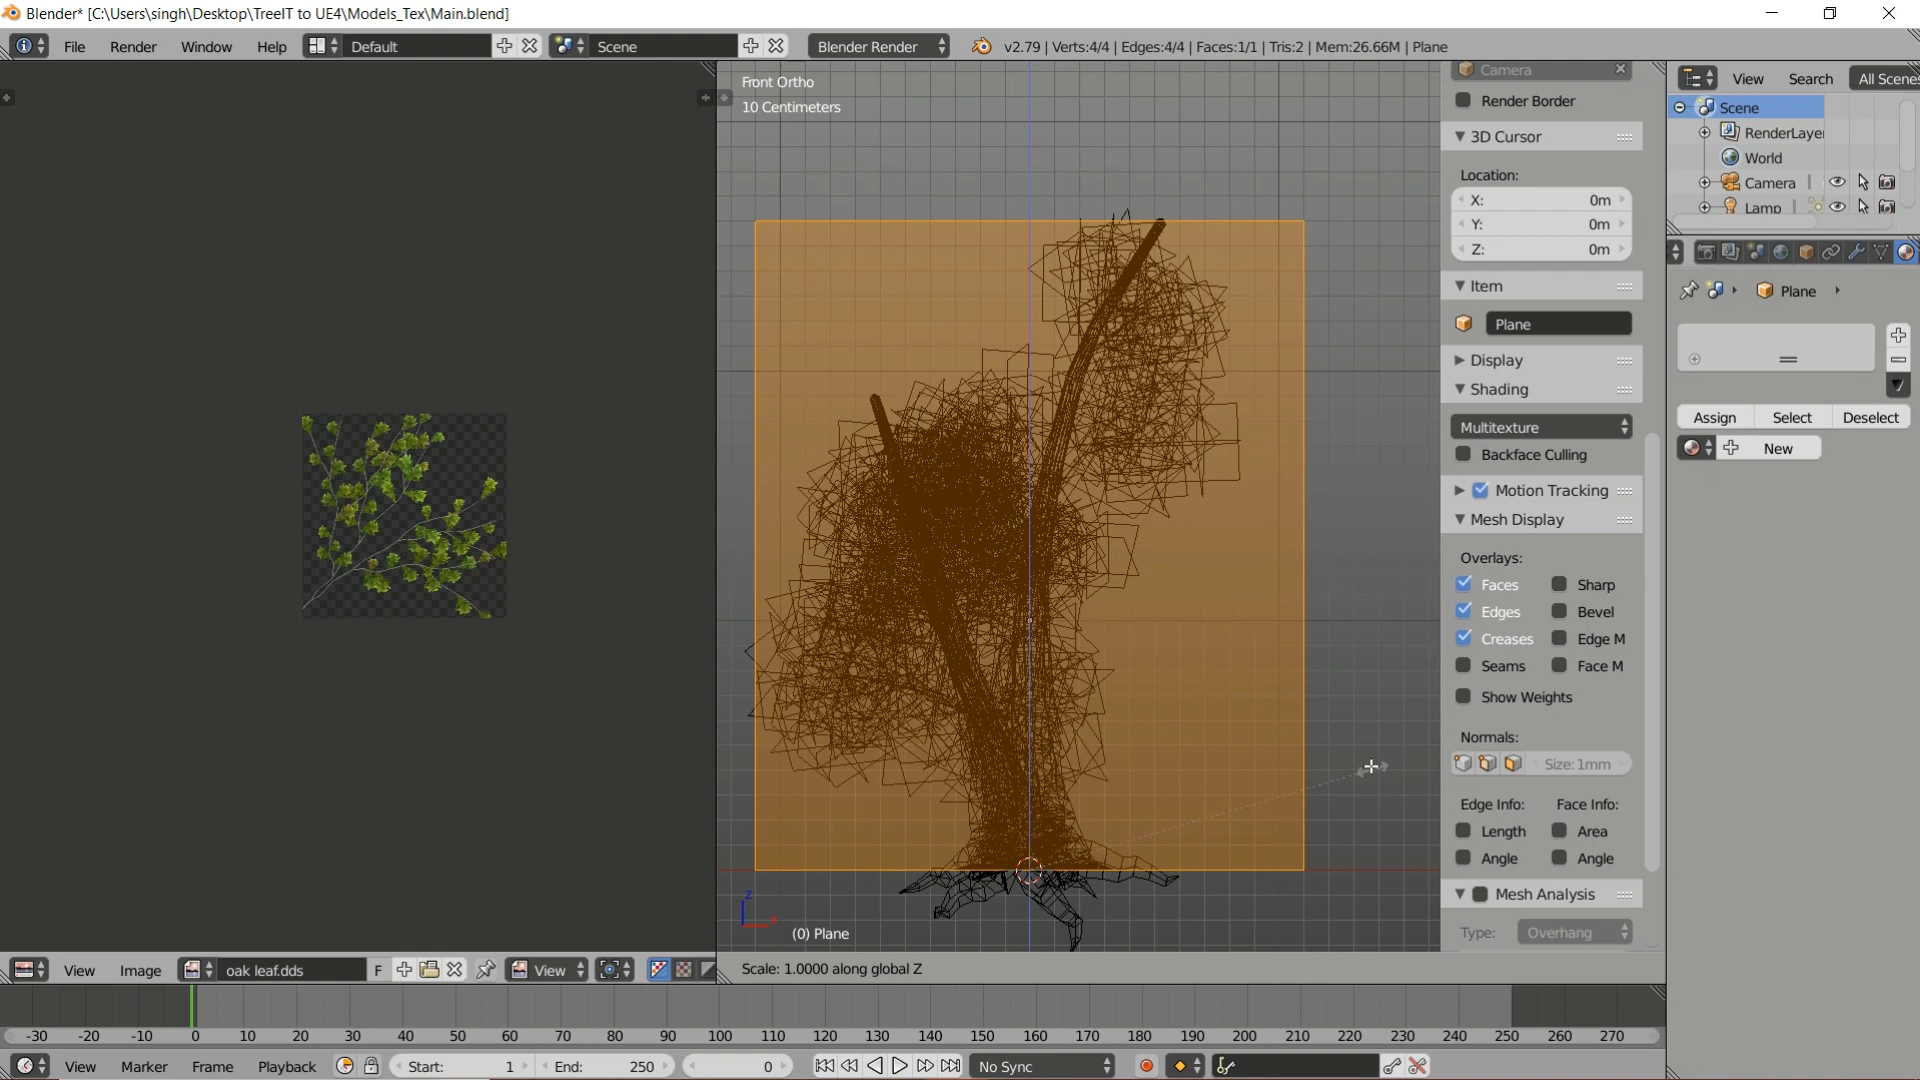 Blender* [C:\Users\singh\Desktop\TreeIT to UE4\Models_Tex\Main.blend]
File Render Window Help Default Scene Blender Render v2.79 | Verts:4/4 | Edges:4/4 | Faces:1/1 | Tris:2 | Mem:26.66M | Plane
Front Ortho
10 Centimeters
(0) Plane
z
Scale: 1.0000 along global Z
Camera
Render Border
3D Cursor
Location:
X: 0m
Y: 0m
Z: 0m
Item
Plane
Display
Shading
Multitexture
Backface Culling
Motion Tracking
Mesh Display
Overlays:
Faces Sharp
Edges Bevel
Creases Edge M
Seams Face M
Show Weights
Normals:
Size:1mm
Edge Info: Face Info:
Length Area
Angle Angle
Mesh Analysis
Type: Overhang
View Search All Scenes
Scene
RenderLaye
World
Camera |
Lamp |
Plane
Assign Select Deselect
New
View Image oak leaf.dds F View
-30 -20 -10 0 10 20 30 40 50 60 70 80 90 100 110 120 130 140 150 160 170 180 190 200 210 220 230 240 250 260 270
View Marker Frame Playback Start: 1 End: 250 0 No Sync